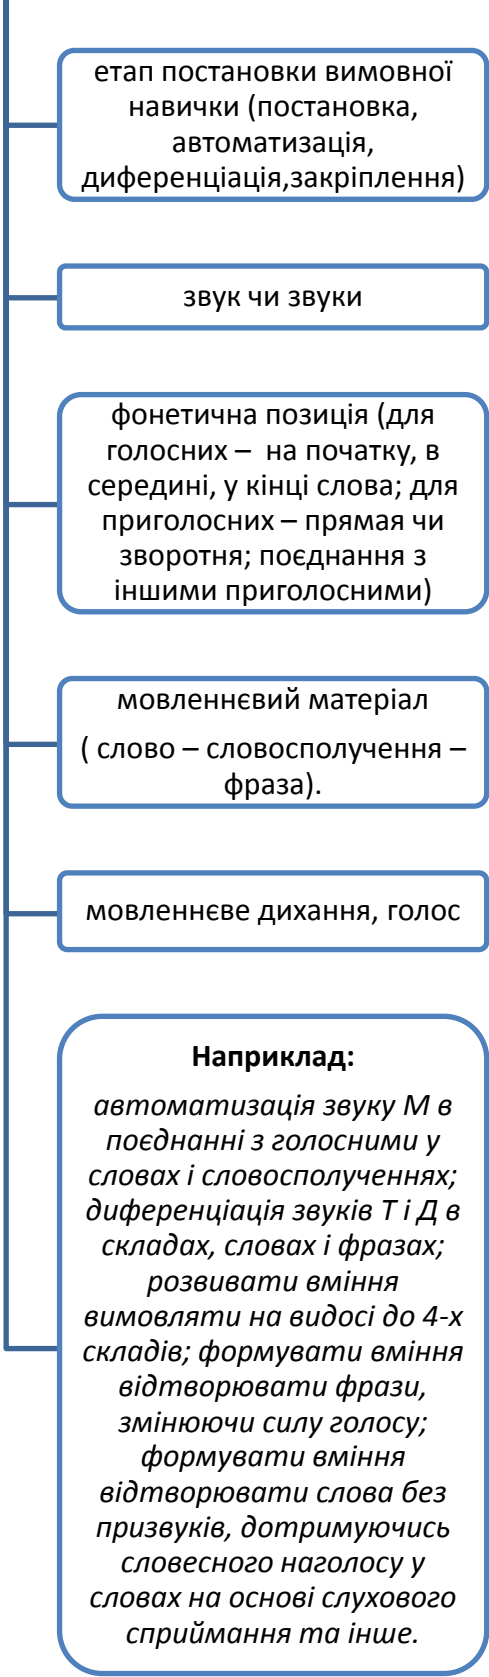 етап постановки вимовної
навички (постановка,
автоматизація,
диференціація,закріплення)
звук чи звуки
фонетична позиція (для
голосних – на початку, в
середині, у кінці слова; для
приголосних – прямая чи
зворотня; поєднання з
іншими приголосними)
мовленнєвий матеріал
( слово – словосполучення –
фраза).
мовленнєве дихання, голос
Наприклад:
автоматизація звуку М в
поєднанні з голосними у
словах і словосполученнях;
диференціація звуків Т і Д в
складах, словах і фразах;
розвивати вміння
вимовляти на видосі до 4-х
складів; формувати вміння
відтворювати фрази,
змінюючи силу голосу;
формувати вміння
відтворювати слова без
призвуків, дотримуючись
словесного наголосу у
словах на основі слухового
сприймання та інше.